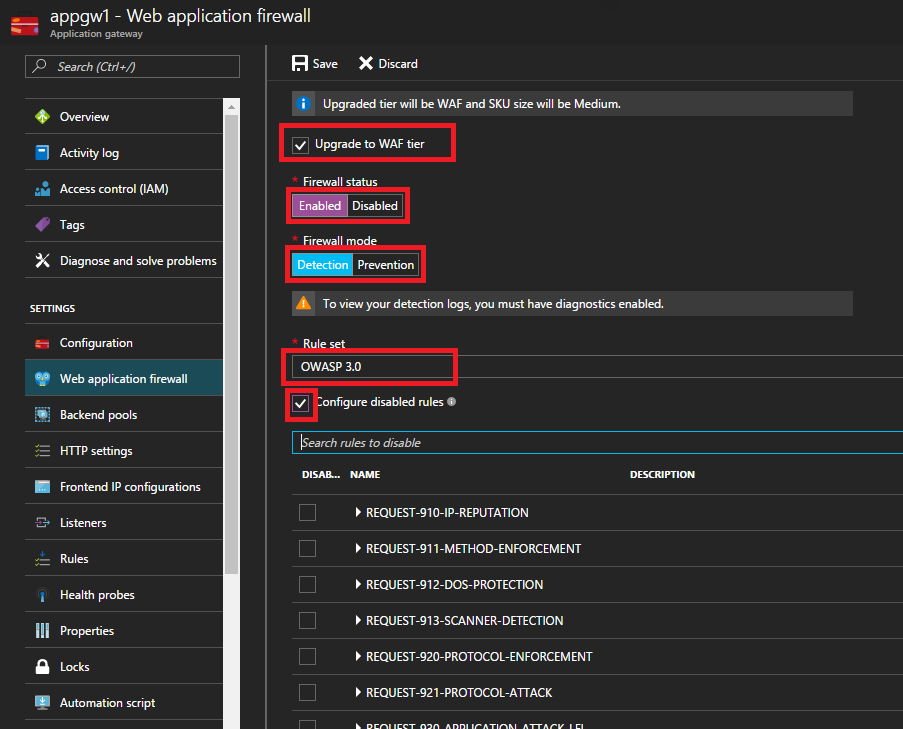 appgw1 - Web application firewall
Application gateway
Search (Ctrl+/)
Overview
Activity log
Access control (IAM)
Tags
Diagnose and solve problems
SETTINGS
Configuration
Web application firewall
Backend pools
HTTP settings
Frontend IP configurations
Listeners
Rules
Health probes
Properties
Locks
Automation script
Save Discard
Upgraded tier will be WAF and SKU size will be Medium.
Upgrade to WAF tier
* Firewall status
Enabled Disabled
* Firewall mode
Detection Prevention
To view your detection logs, you must have diagnostics enabled.
* Rule set
OWASP 3.0
Configure disabled rules
Search rules to disable
DISAB... NAME DESCRIPTION
REQUEST-910-IP-REPUTATION
REQUEST-911-METHOD-ENFORCEMENT
REQUEST-912-DOS-PROTECTION
REQUEST-913-SCANNER-DETECTION
REQUEST-920-PROTOCOL-ENFORCEMENT
REQUEST-921-PROTOCOL-ATTACK
REQUEST-930-APPLICATION-ATTACK-LFI